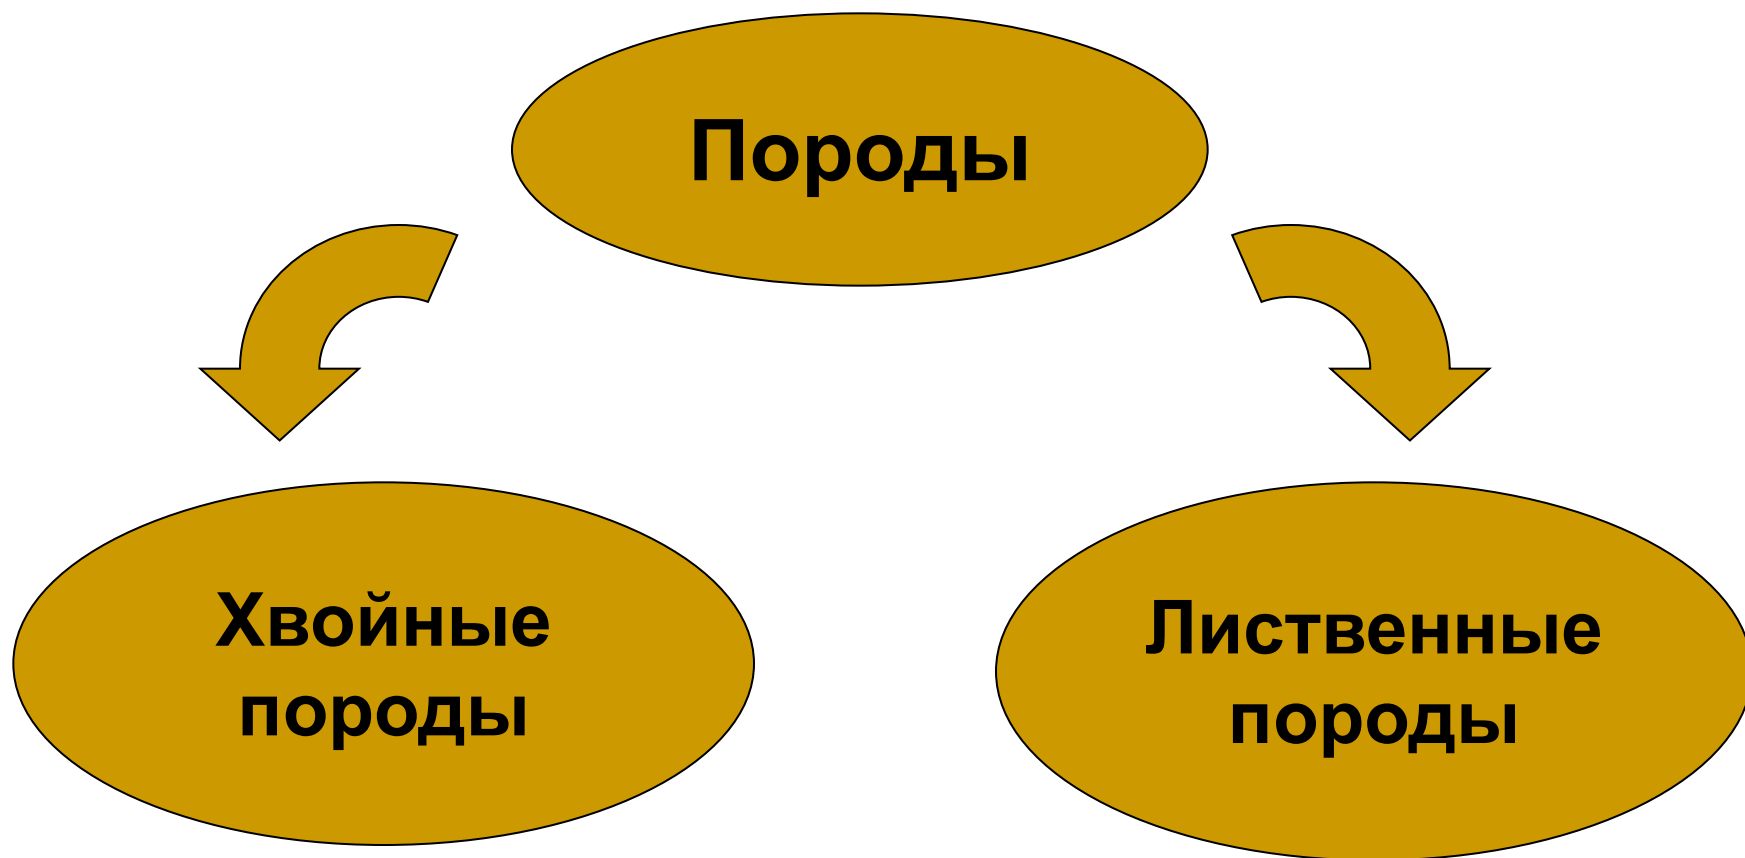 Породы
Хвойные
породы
Лиственные
породы